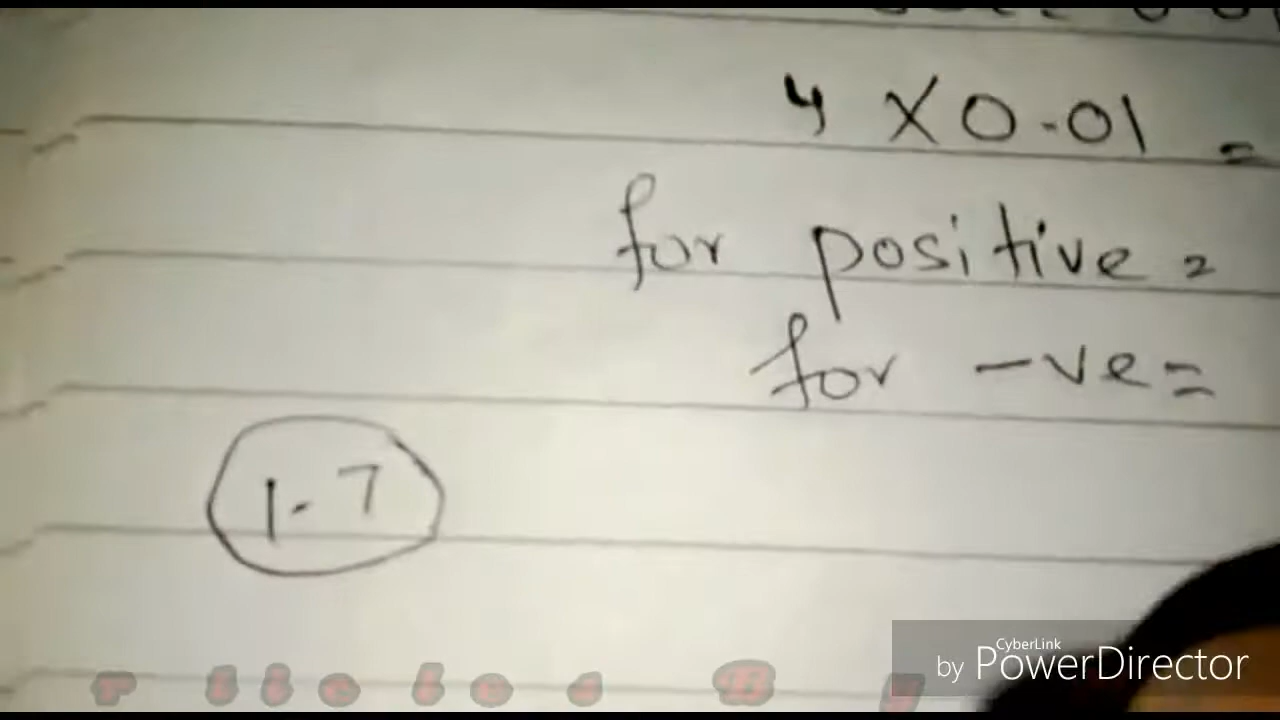 4 X 0.01 =
for positive =
for -ve =
1.7
CyberLink
by PowerDirector